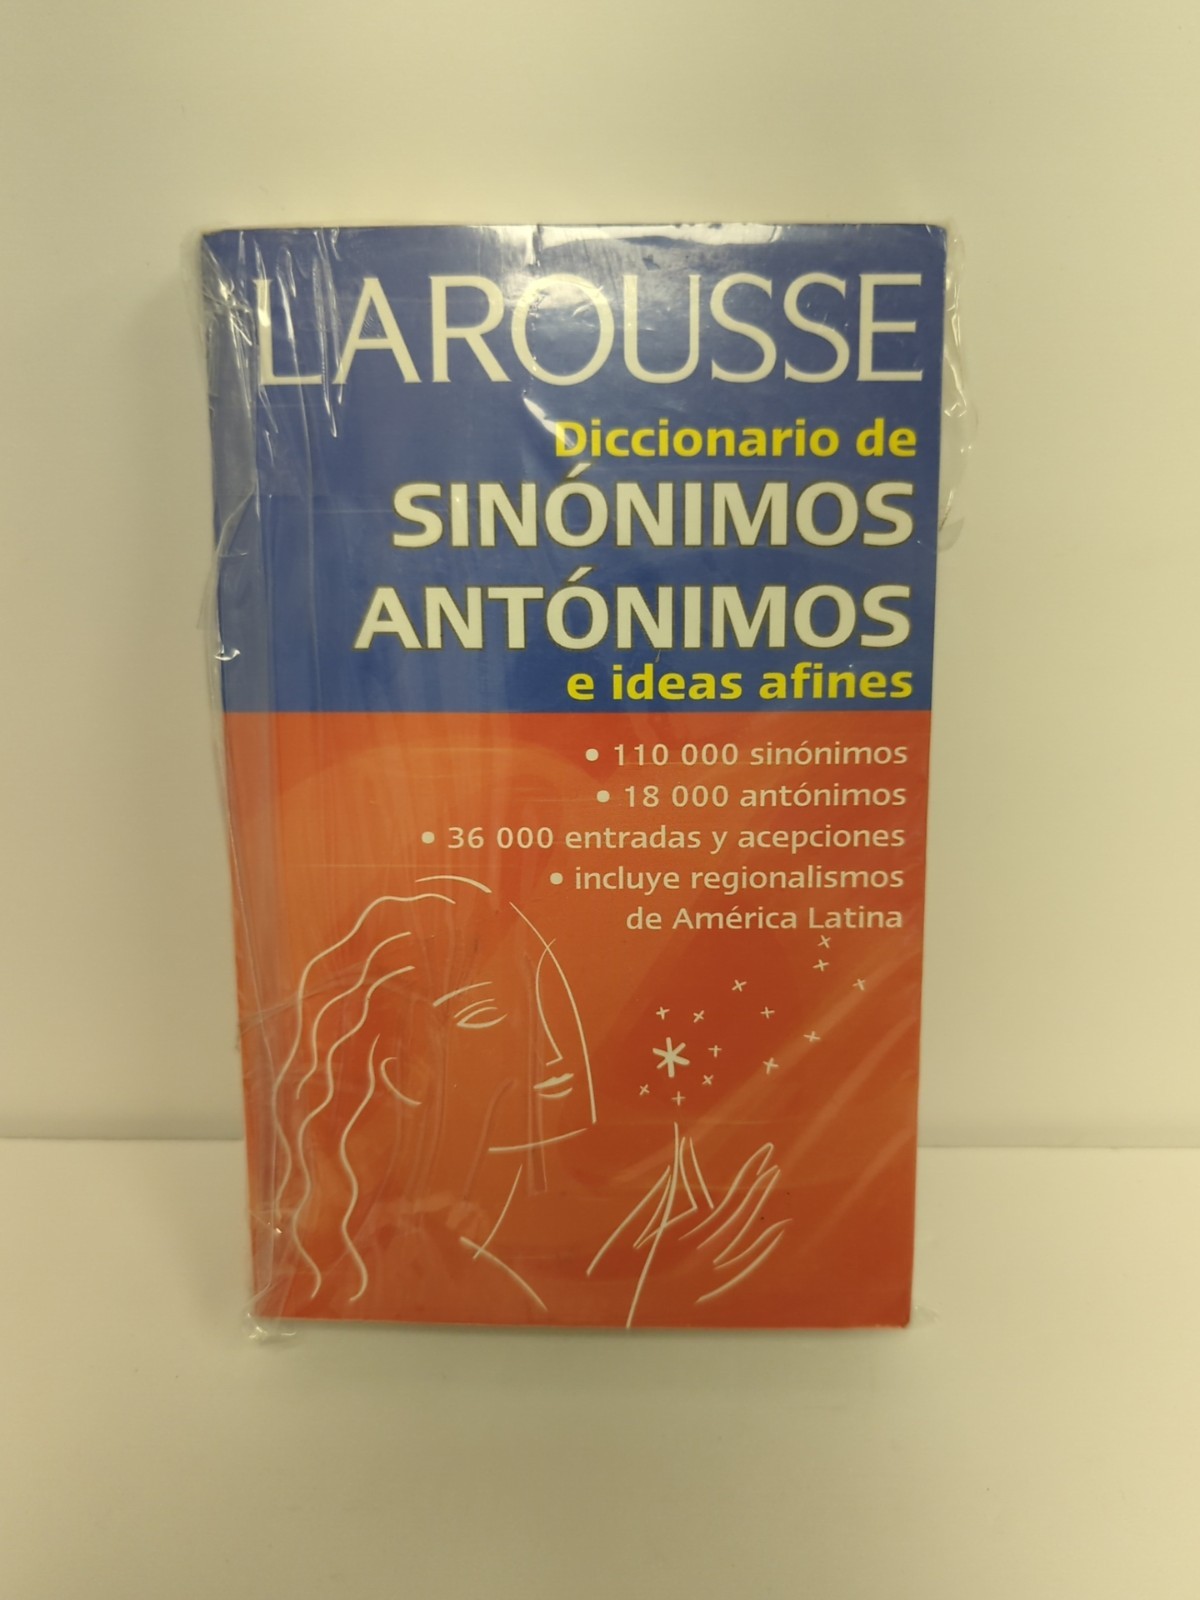 LAROUSSE
Diccionario de
SINÓNIMOS
ANTÓNIMOS
e ideas afines
• 110 000 sinónimos
• 18 000 antónimos
• 36 000 entradas y acepciones
• incluye regionalismos
de América Latina